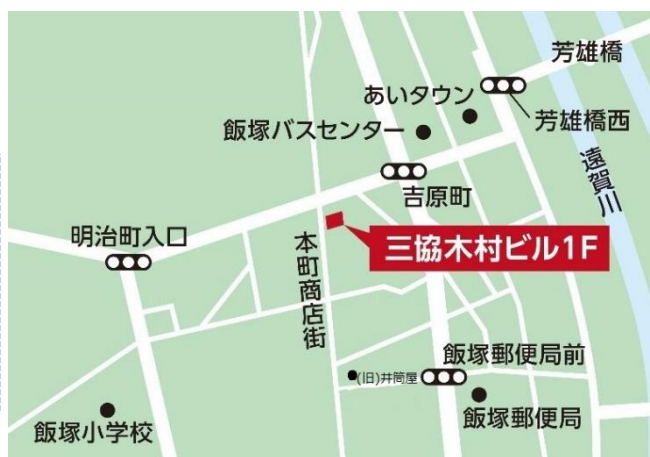 芳雄橋
あいタウン
飯塚バスセンター
芳雄橋西
吉原町
遠賀川
明治町入口
三協木村ビル1F
本町商店街
飯塚郵便局前
(旧)井筒屋
飯塚郵便局
飯塚小学校